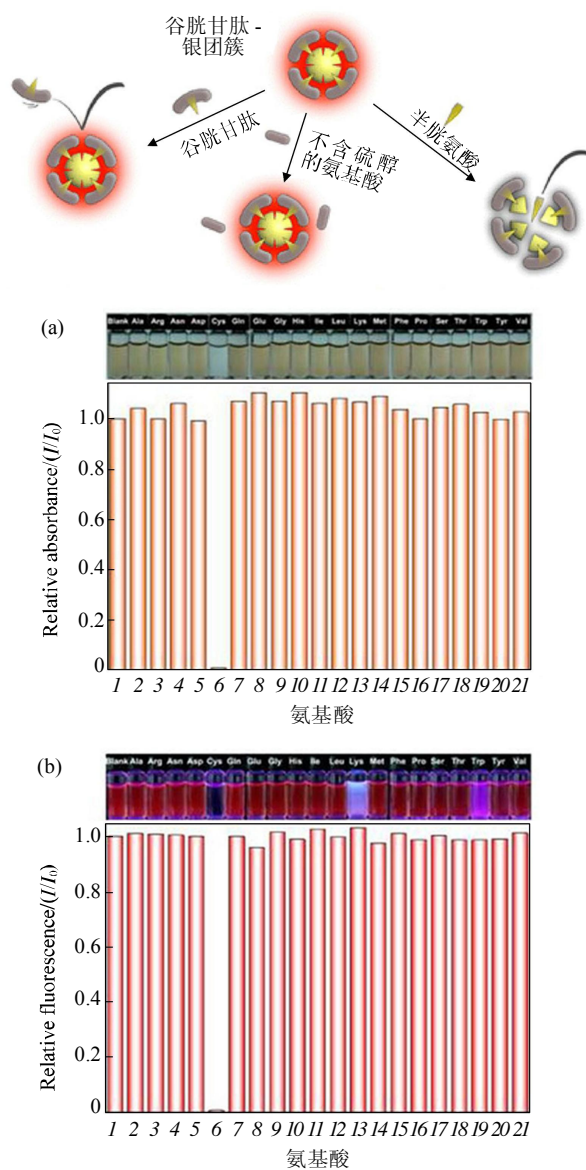 谷胱甘肽-
银团簇
谷胱甘肽
不含硫醇
的氨基酸
半胱氨酸
(a)
Blank Ala Arg Asn Asp Cys Gln Glu Gly His Ile Leu Lys Met Phe Pro Ser Thr Trp Tyr Val
Relative absorbance/(I/I₀)
1.0
0.8
0.6
0.4
0.2
0
1 2 3 4 5 6 7 8 9 10 11 12 13 14 15 16 17 18 19 20 21
氨基酸
(b)
Blank Ala Arg Asn Asp Cys Gln Glu Gly His Ile Leu Lys Met Phe Pro Ser Thr Trp Tyr Val
Relative fluorescence/(I/I₀)
1.0
0.8
0.6
0.4
0.2
0
1 2 3 4 5 6 7 8 9 10 11 12 13 14 15 16 17 18 19 20 21
氨基酸